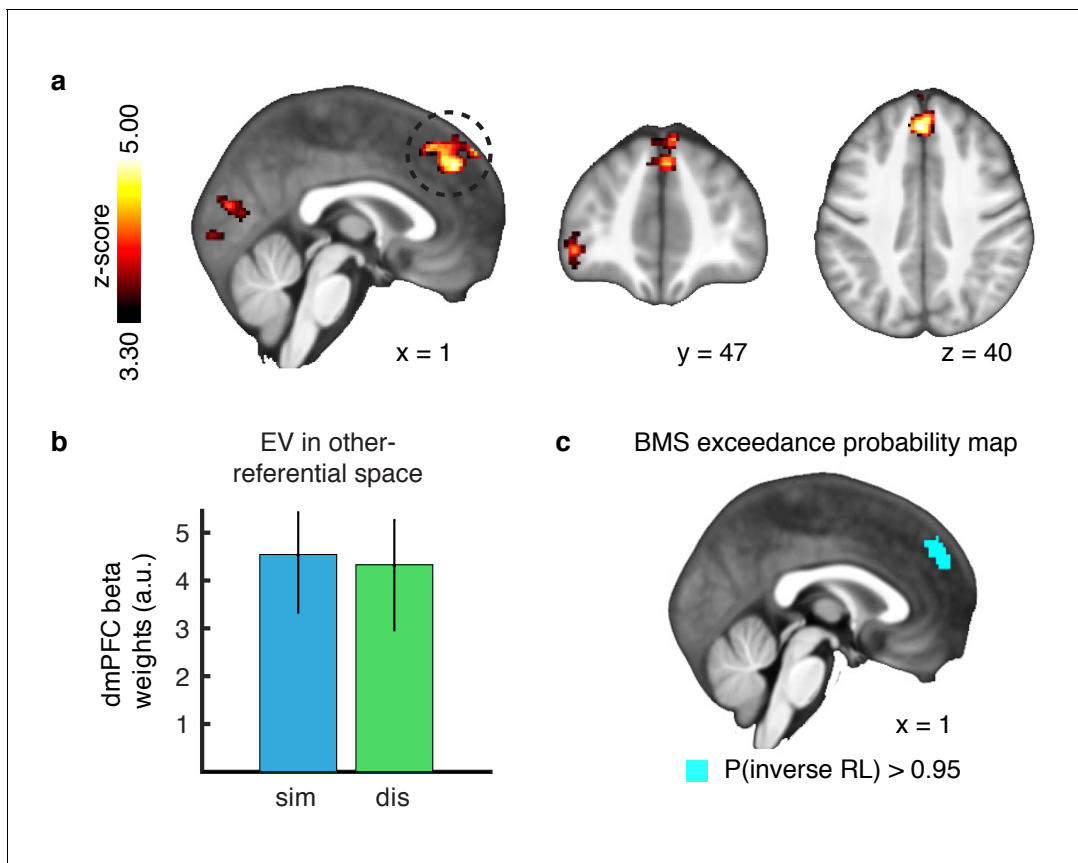 a
5.00
z-score
3.30
x = 1
y = 47
z = 40
b
EV in other-
referential space
dmPFC beta
weights (a.u.)
5
4
3
2
1
sim
dis
c
BMS exceedance probability map
x = 1
P(inverse RL) > 0.95